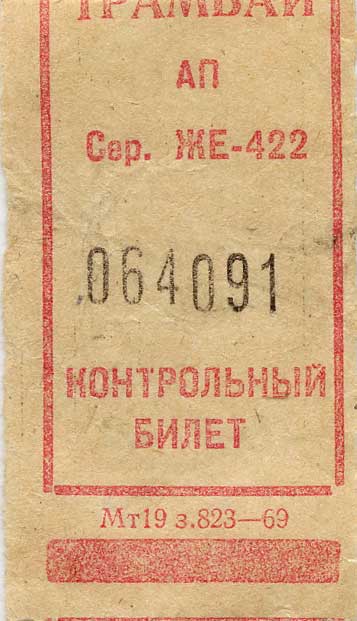 ТРАМВАЙ
АП
Сер. ЖЕ-422
064091
КОНТРОЛЬНЫЙ
БИЛЕТ
Мт19 з.823—69